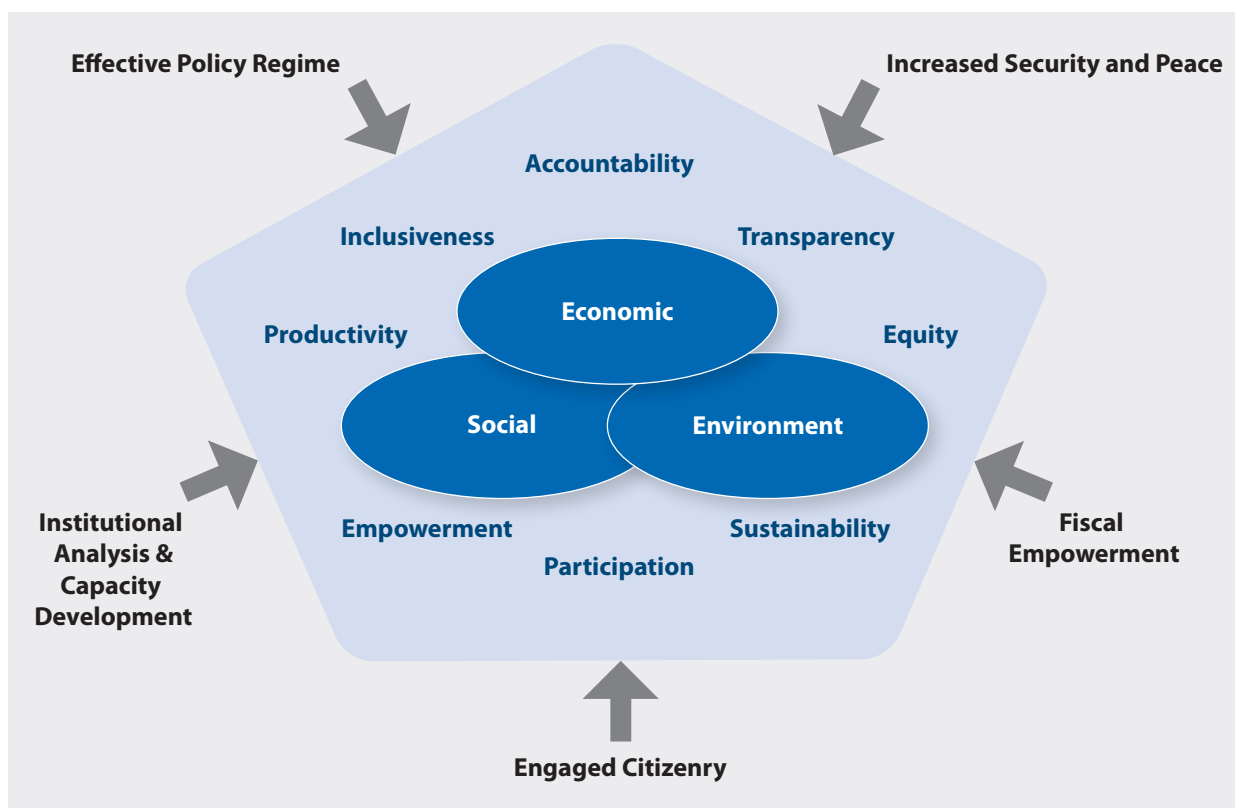 Effective Policy Regime
Increased Security and Peace
Accountability
Inclusiveness
Transparency
Economic
Productivity
Equity
Social
Environment
Institutional
Analysis &
Capacity
Development
Fiscal
Empowerment
Empowerment
Sustainability
Participation
Engaged Citizenry